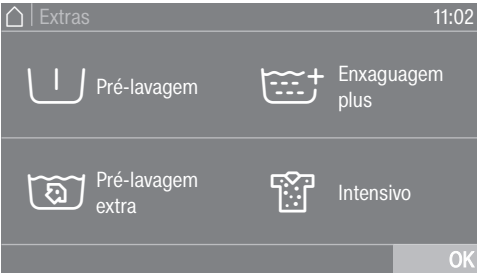 Extras
11:02
Pré-lavagem
Enxaguagem
plus
Pré-lavagem
extra
Intensivo
OK